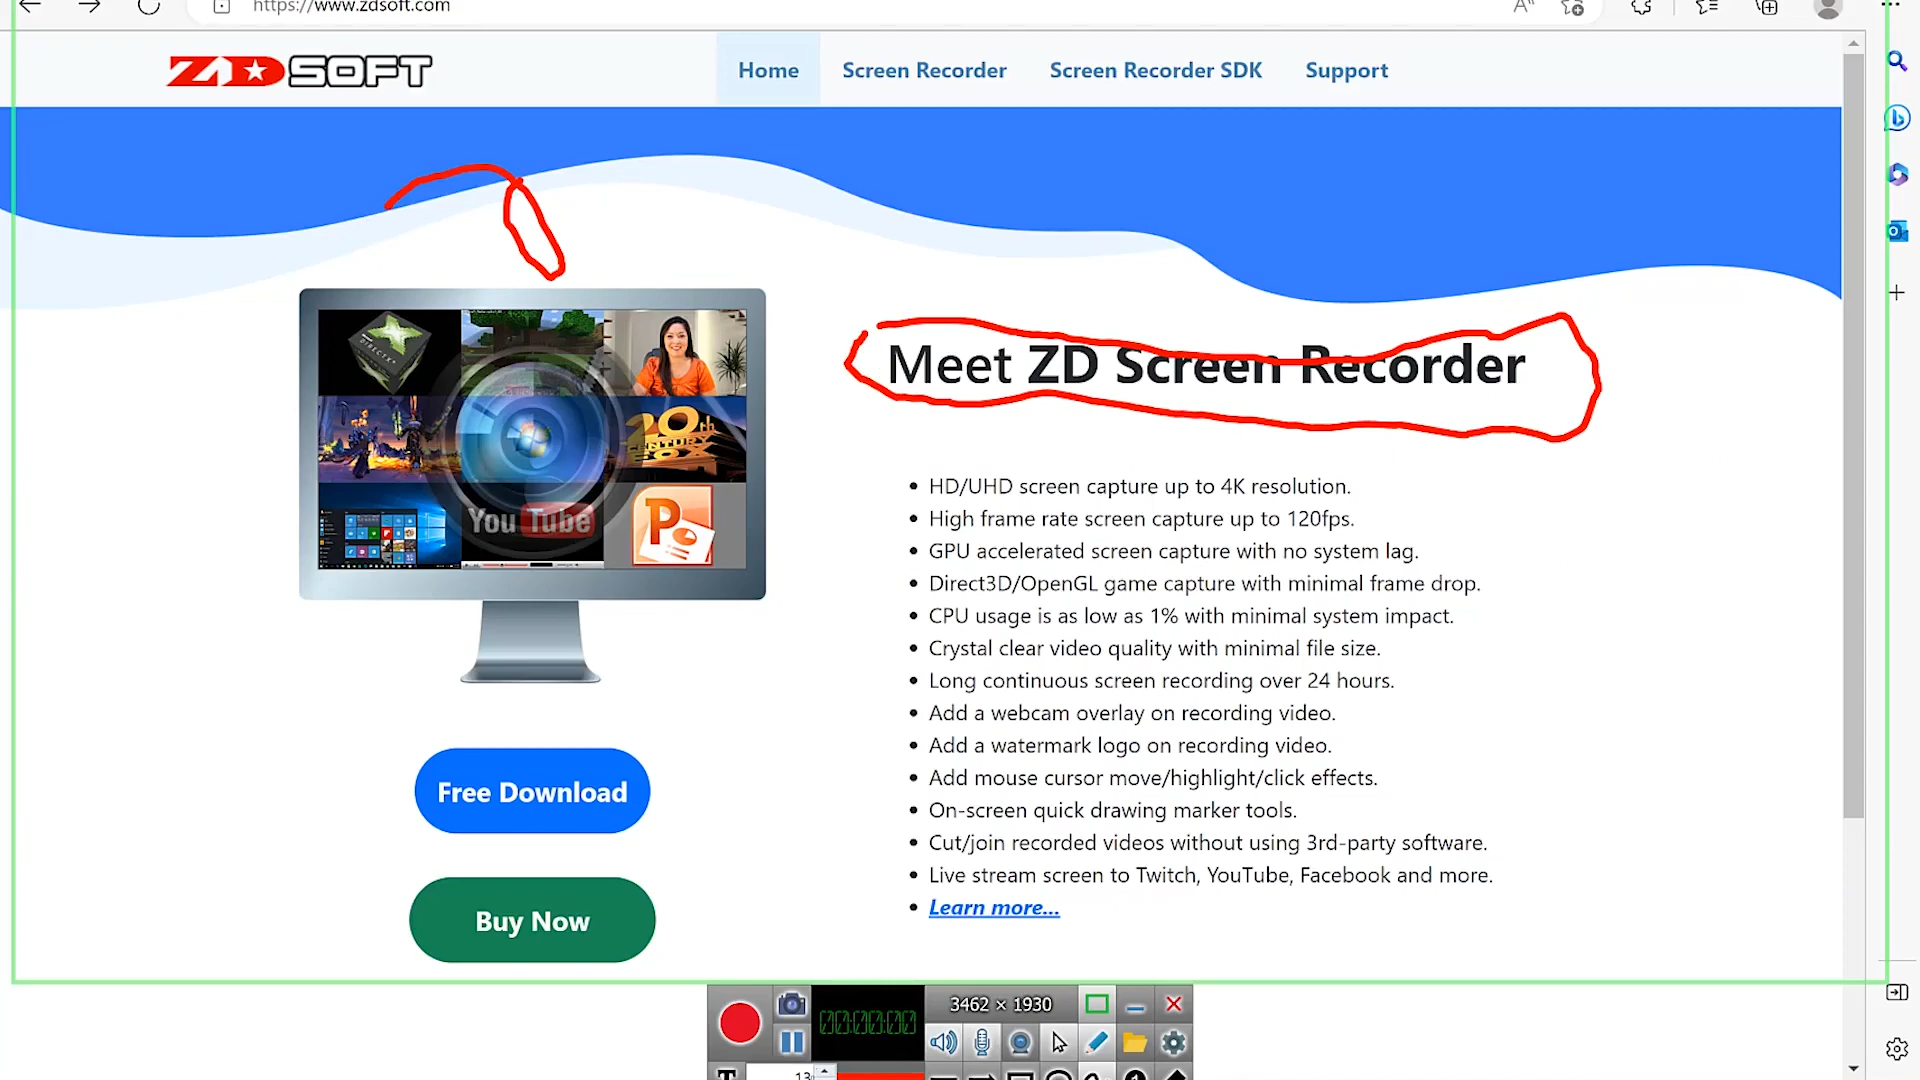 https://www.zdsoft.com
ZDSOFT
Home
Screen Recorder
Screen Recorder SDK
Support
DIRECTX
20th
CENTURY
FOX
You Tube
Meet ZD Screen Recorder
HD/UHD screen capture up to 4K resolution.
High frame rate screen capture up to 120fps.
GPU accelerated screen capture with no system lag.
Direct3D/OpenGL game capture with minimal frame drop.
CPU usage is as low as 1% with minimal system impact.
Crystal clear video quality with minimal file size.
Long continuous screen recording over 24 hours.
Add a webcam overlay on recording video.
Add a watermark logo on recording video.
Add mouse cursor move/highlight/click effects.
On-screen quick drawing marker tools.
Cut/join recorded videos without using 3rd-party software.
Live stream screen to Twitch, YouTube, Facebook and more.
Learn more...
Free Download
Buy Now
3462 × 1930
00:00:00